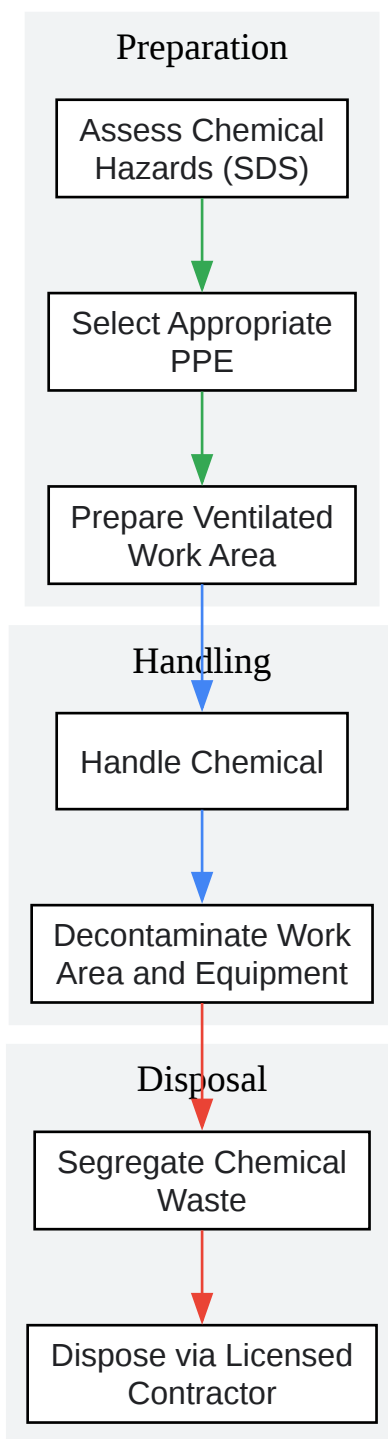 Preparation
Assess Chemical
Hazards (SDS)
Select Appropriate
PPE
Prepare Ventilated
Work Area
Handling
Handle Chemical
Decontaminate Work
Area and Equipment
Disposal
Segregate Chemical
Waste
Dispose via Licensed
Contractor